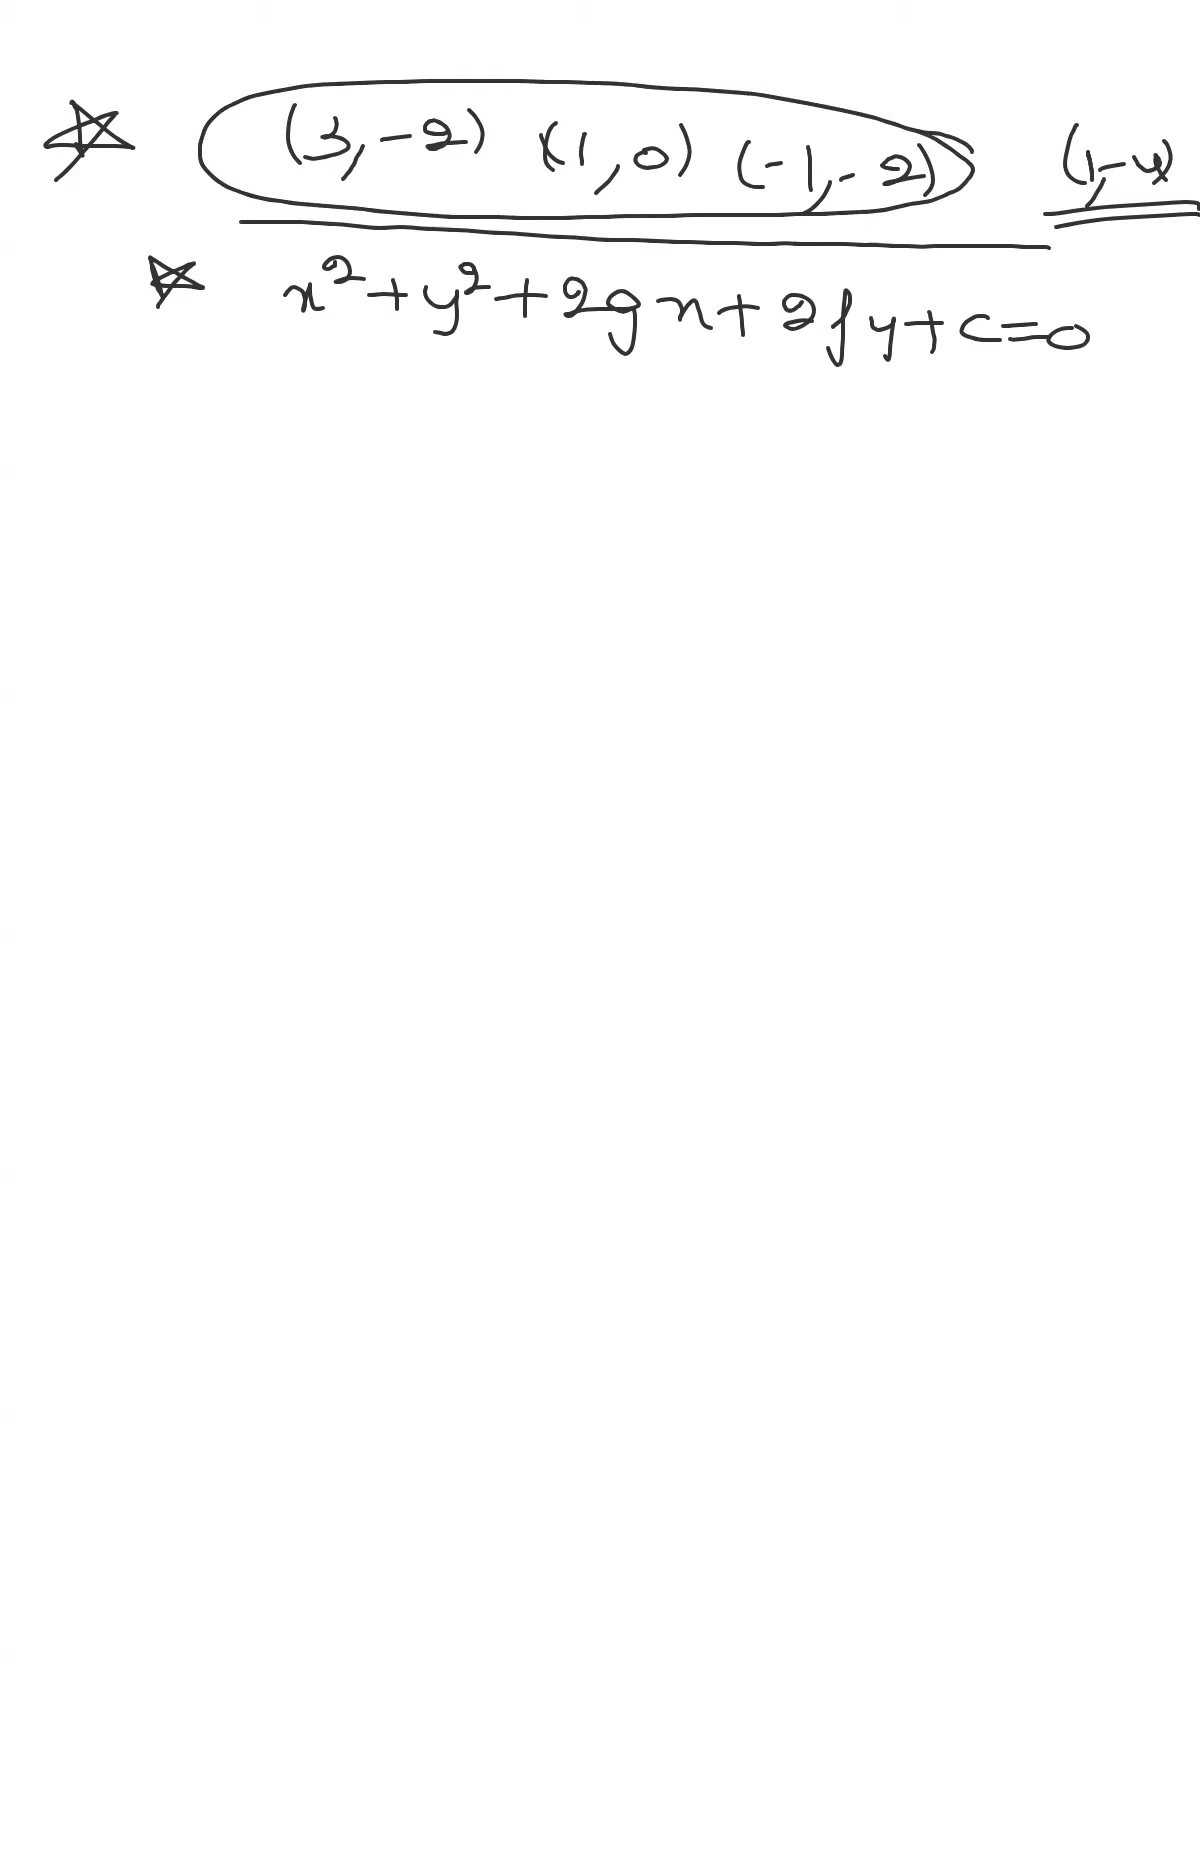 (3, -2) (1, 0) (-1, -2) (1, -4)
x² + y² + 2gx + 2fy + c = 0